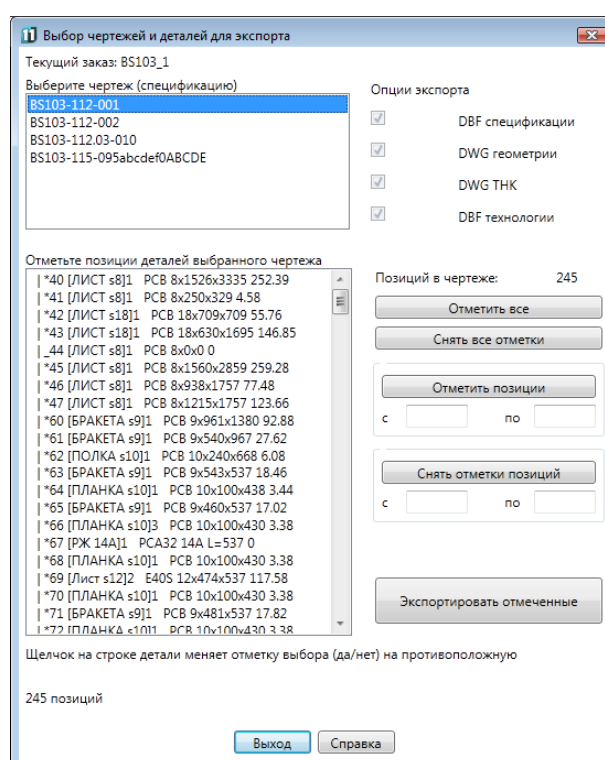 Выбор чертежей и деталей для экспорта
Текущий заказ: BS103_1
Выберите чертеж (спецификацию)
BS103-112-001
BS103-112-002
BS103-112.03-010
BS103-115-095abcdef0ABCDE
Опции экспорта
DBF спецификации
DWG геометрии
DWG ТНК
DBF технологии
Отметьте позиции деталей выбранного чертежа
| *40 [ЛИСТ s8]1 PCB 8x1526x3335 252.39
| *41 [ЛИСТ s8]1 PCB 8x250x329 4.58
| *42 [ЛИСТ s18]1 PCB 18x709x709 55.76
| *43 [ЛИСТ s18]1 PCB 18x630x1695 146.85
| _44 [ЛИСТ s8]1 PCB 8x0x0 0
| *45 [ЛИСТ s8]1 PCB 8x1560x2859 259.28
| *46 [ЛИСТ s8]1 PCB 8x938x1757 77.48
| *47 [ЛИСТ s8]1 PCB 8x1215x1757 123.66
| *60 [БРАКЕТА s9]1 PCB 9x961x1380 92.88
| *61 [БРАКЕТА s9]1 PCB 9x540x967 27.62
| *62 [ПОЛКА s10]1 PCB 10x240x668 6.08
| *63 [БРАКЕТА s9]1 PCB 9x543x537 18.46
| *64 [ПЛАНКА s10]1 PCB 10x100x438 3.44
| *65 [БРАКЕТА s9]1 PCB 9x460x537 17.02
| *66 [ПЛАНКА s10]3 PCB 10x100x430 3.38
| *67 [РЖ 14А]1 PCA32 14A L=537 0
| *68 [ПЛАНКА s10]1 PCB 10x100x430 3.38
| *69 [Лист s12]2 E40S 12x474x537 117.58
| *70 [ПЛАНКА s10]1 PCB 10x100x430 3.38
| *71 [БРАКЕТА s9]1 PCB 9x481x537 17.82
| *72 [ПЛАНКА s10]1 PCB 10x100x430 3.38
Позиций в чертеже: 245
Отметить все
Снять все отметки
Отметить позиции
с по
Снять отметки позиций
с по
Экспортировать отмеченные
Щелчок на строке детали меняет отметку выбора (да/нет) на противоположную
245 позиций
Выход Справка